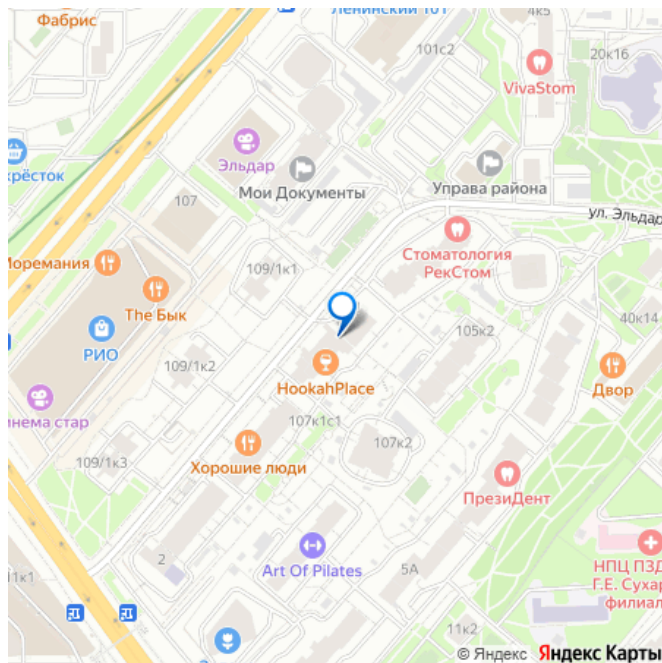 Фабрис
Ленинский 101
4к5
101с2
20к16
VivaStom
Эльдар
Мои Документы
Управа района
крёсток
107
ул. Эльдар
Стоматология
РекСтом
Моремания
109/1к1
The Бык
40к14
РИО
105к2
109/1к2
HookahPlace
Двор
инема стар
107к1с1
107к2
109/1к3
Хорошие люди
ПрезиДент
2
Art Of Pilates
5А
НПЦ ПЗД
Г.Е. Суха
филиал
11к1
11к2
© Яндекс Яндекс Карты